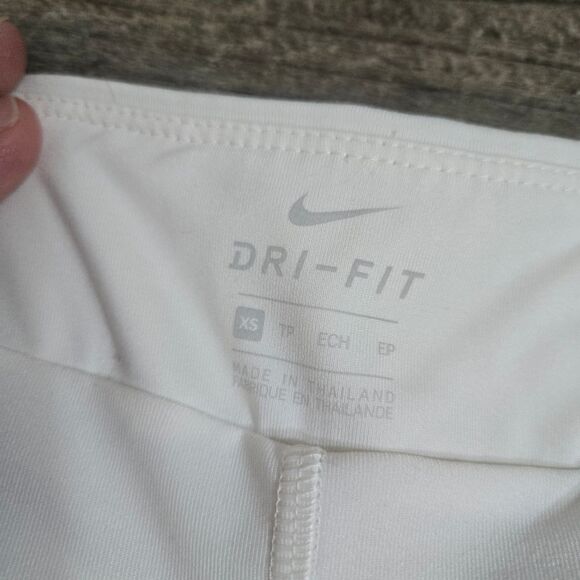 DRI-FIT
XS TP ECH EP
MADE IN THAILAND
FABRIQUE EN THAILANDE